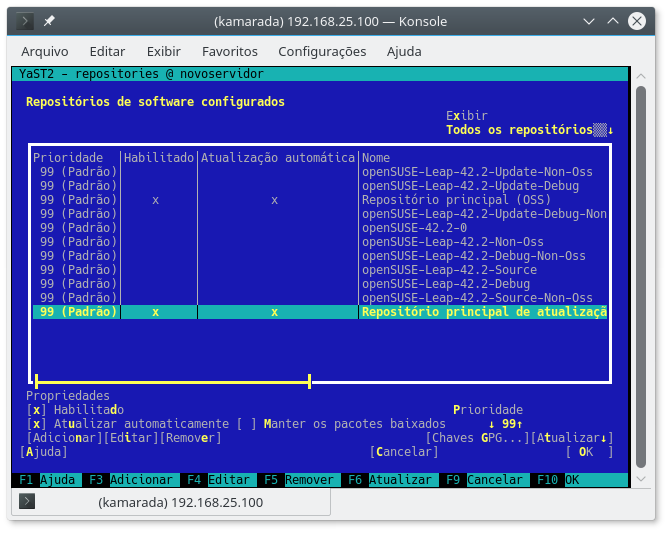 (kamarada) 192.168.25.100 — Konsole
Arquivo Editar Exibir Favoritos Configurações Ajuda
YaST2 - repositories @ novoservidor
Repositórios de software configurados
Exibir
Todos os repositórios▒▒↓
Prioridade |Habilitado|Atualização automática|Nome
99 (Padrão)| | |openSUSE-Leap-42.2-Update-Non-Oss
99 (Padrão)| | |openSUSE-Leap-42.2-Update-Debug
99 (Padrão)| x | x |Repositório principal (OSS)
99 (Padrão)| | |openSUSE-Leap-42.2-Update-Debug-Non
99 (Padrão)| | |openSUSE-42.2-0
99 (Padrão)| | |openSUSE-Leap-42.2-Non-Oss
99 (Padrão)| | |openSUSE-Leap-42.2-Debug-Non-Oss
99 (Padrão)| | |openSUSE-Leap-42.2-Source
99 (Padrão)| | |openSUSE-Leap-42.2-Debug
99 (Padrão)| | |openSUSE-Leap-42.2-Source-Non-Oss
99 (Padrão)| x | x |Repositório principal de atualizaçã
Propriedades
[x] Habilitado Prioridade
[x] Atualizar automaticamente [ ] Manter os pacotes baixados ↓ 99↑
[Adicionar][Editar][Remover] [Chaves GPG...][Atualizar↓]
[Ajuda] [Cancelar] [ OK ]
F1 Ajuda F3 Adicionar F4 Editar F5 Remover F6 Atualizar F9 Cancelar F10 OK
(kamarada) 192.168.25.100